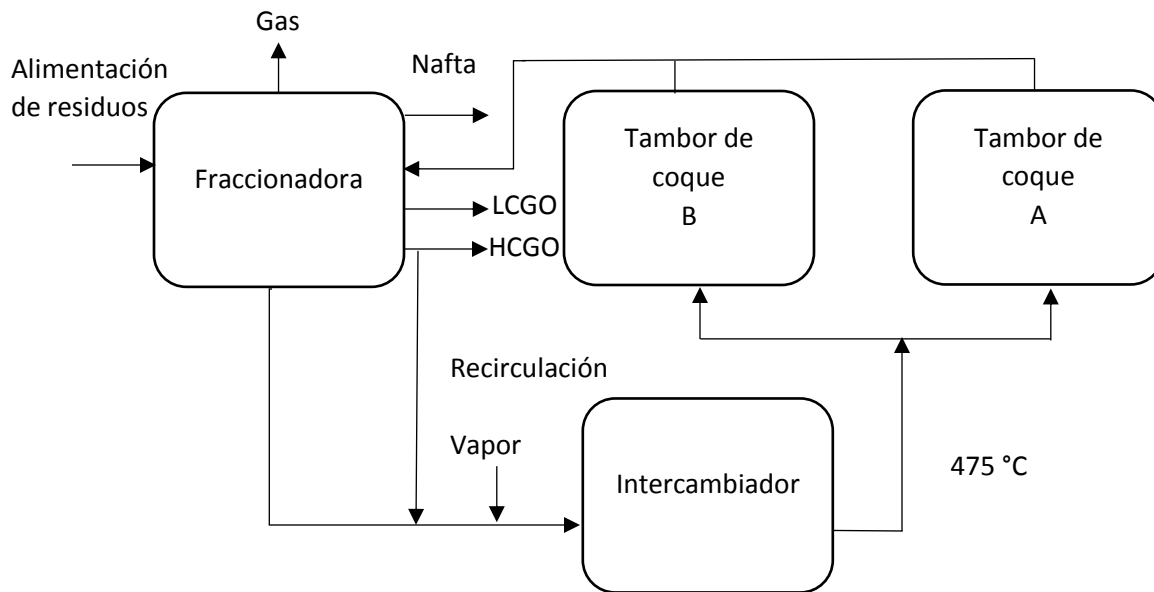 Gas
Alimentación
de residuos
Nafta
Fraccionadora
LCGO
HCGO
Tambor de
coque
B
Tambor de
coque
A
Recirculación
Vapor
Intercambiador
475 °C